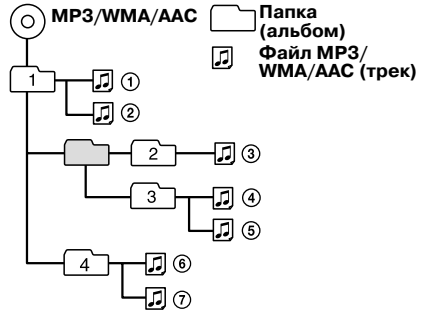 MP3/WMA/AAC
Папка
(альбом)
Файл MP3/
WMA/AAC (трек)
1
①
②
2
③
3
④
⑤
4
⑥
⑦